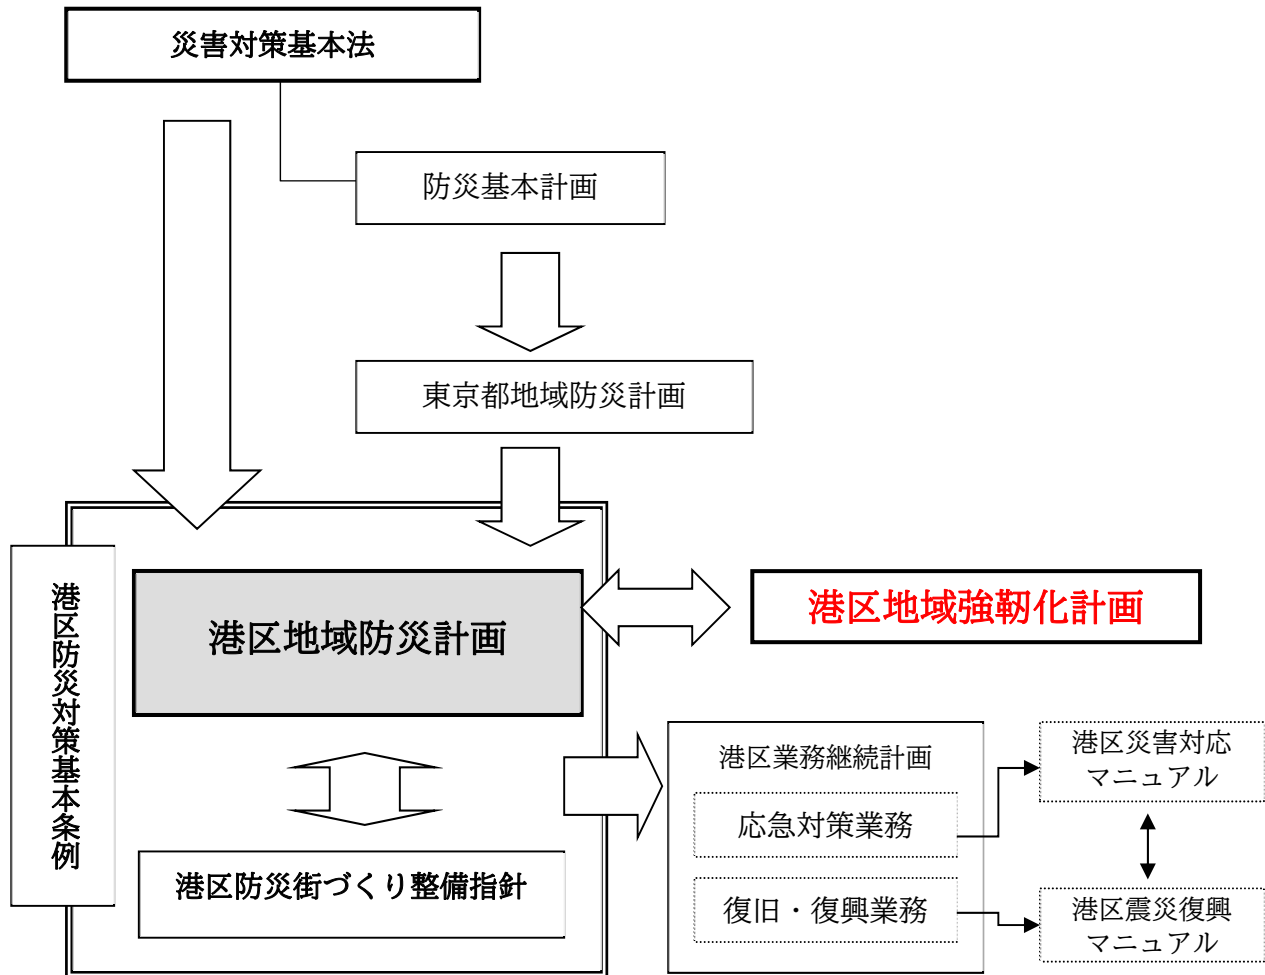 災害対策基本法
防災基本計画
東京都地域防災計画
港区防災対策基本条例
港区地域防災計画
港区地域強靭化計画
港区防災街づくり整備指針
港区業務継続計画
応急対策業務
復旧・復興業務
港区災害対応
マニュアル
港区震災復興
マニュアル